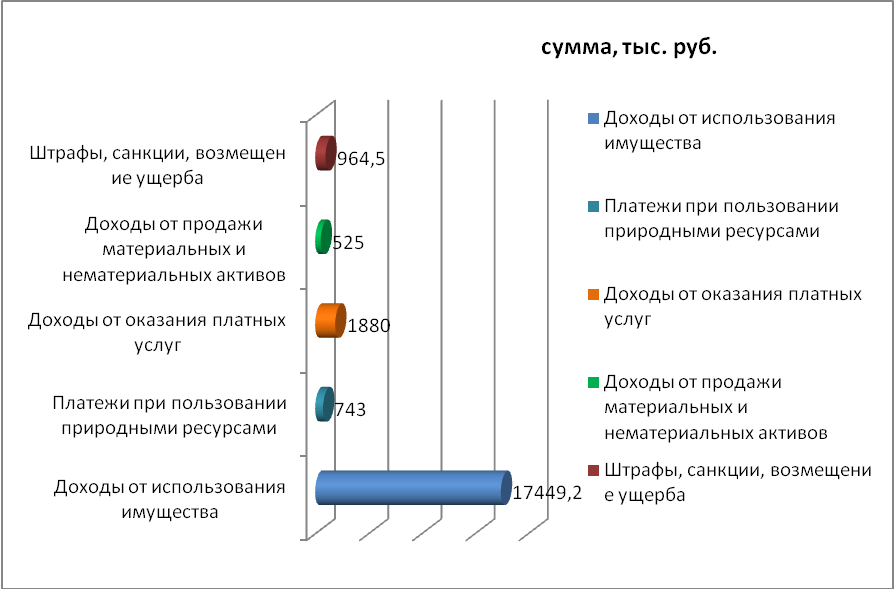 сумма, тыс. руб.
Штрафы, санкции, возмещен
ие ущерба
964,5
Доходы от продажи
материальных и
нематериальных активов
525
Доходы от оказания платных
услуг
1880
Платежи при пользовании
природными ресурсами
743
Доходы от использования
имущества
17449,2
Доходы от использования
имущества
Платежи при пользовании
природными ресурсами
Доходы от оказания платных
услуг
Доходы от продажи
материальных и
нематериальных активов
Штрафы, санкции, возмещени
е ущерба